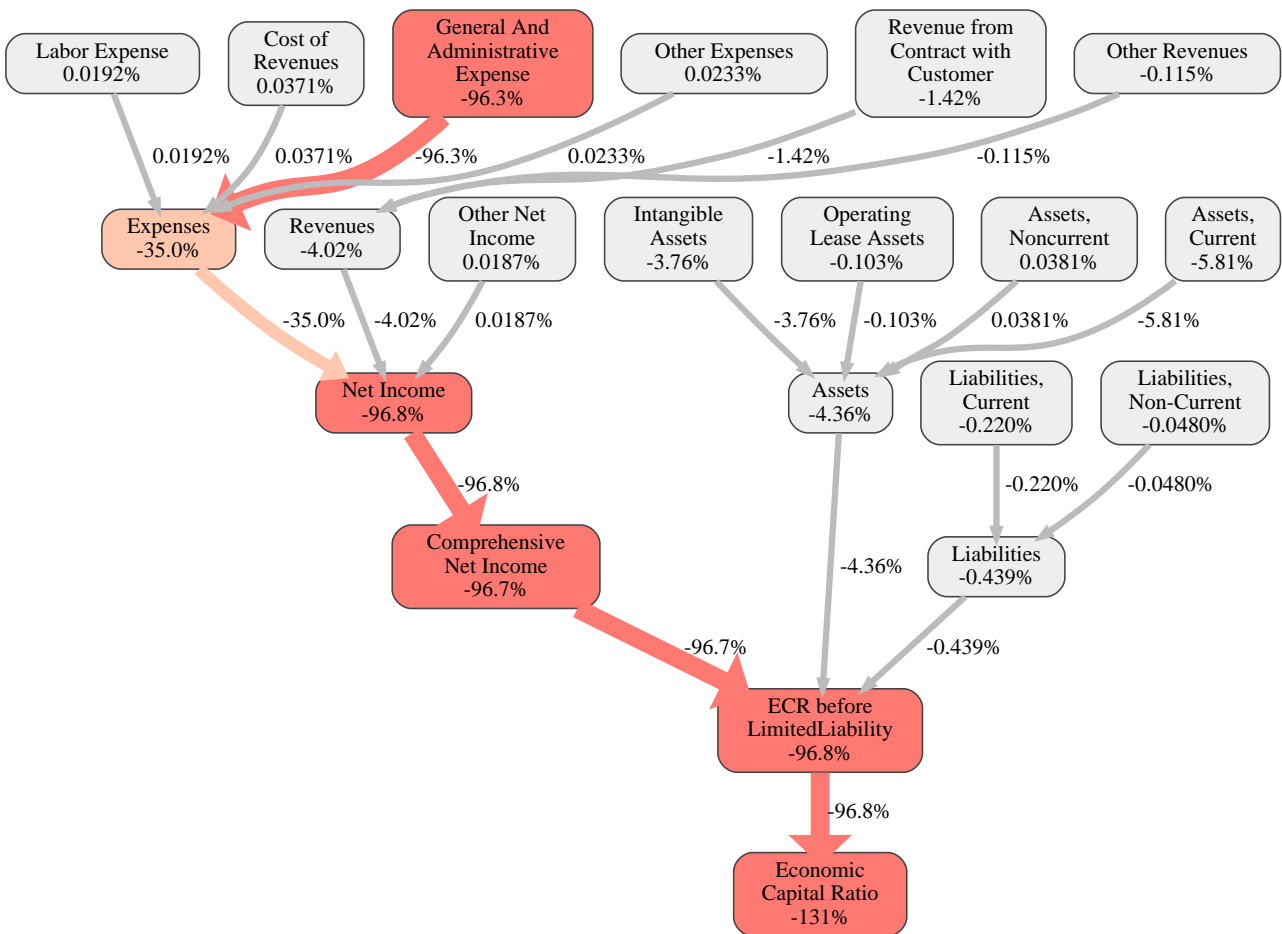 Labor Expense
0.0192%
Cost of
Revenues
0.0371%
General And
Administrative
Expense
-96.3%
Other Expenses
0.0233%
Revenue from
Contract with
Customer
-1.42%
Other Revenues
-0.115%
0.0192%
0.0371%
-96.3%
0.0233%
-1.42%
-0.115%
Expenses
-35.0%
Revenues
-4.02%
Other Net
Income
0.0187%
Intangible
Assets
-3.76%
Operating
Lease Assets
-0.103%
Assets,
Noncurrent
0.0381%
Assets,
Current
-5.81%
-35.0%
-4.02%
0.0187%
-3.76%
-0.103%
0.0381%
-5.81%
Net Income
-96.8%
Assets
-4.36%
Liabilities,
Current
-0.220%
Liabilities,
Non-Current
-0.0480%
-96.8%
-0.220%
-0.0480%
Comprehensive
Net Income
-96.7%
-4.36%
Liabilities
-0.439%
-96.7%
-0.439%
ECR before
LimitedLiability
-96.8%
-96.8%
Economic
Capital Ratio
-131%